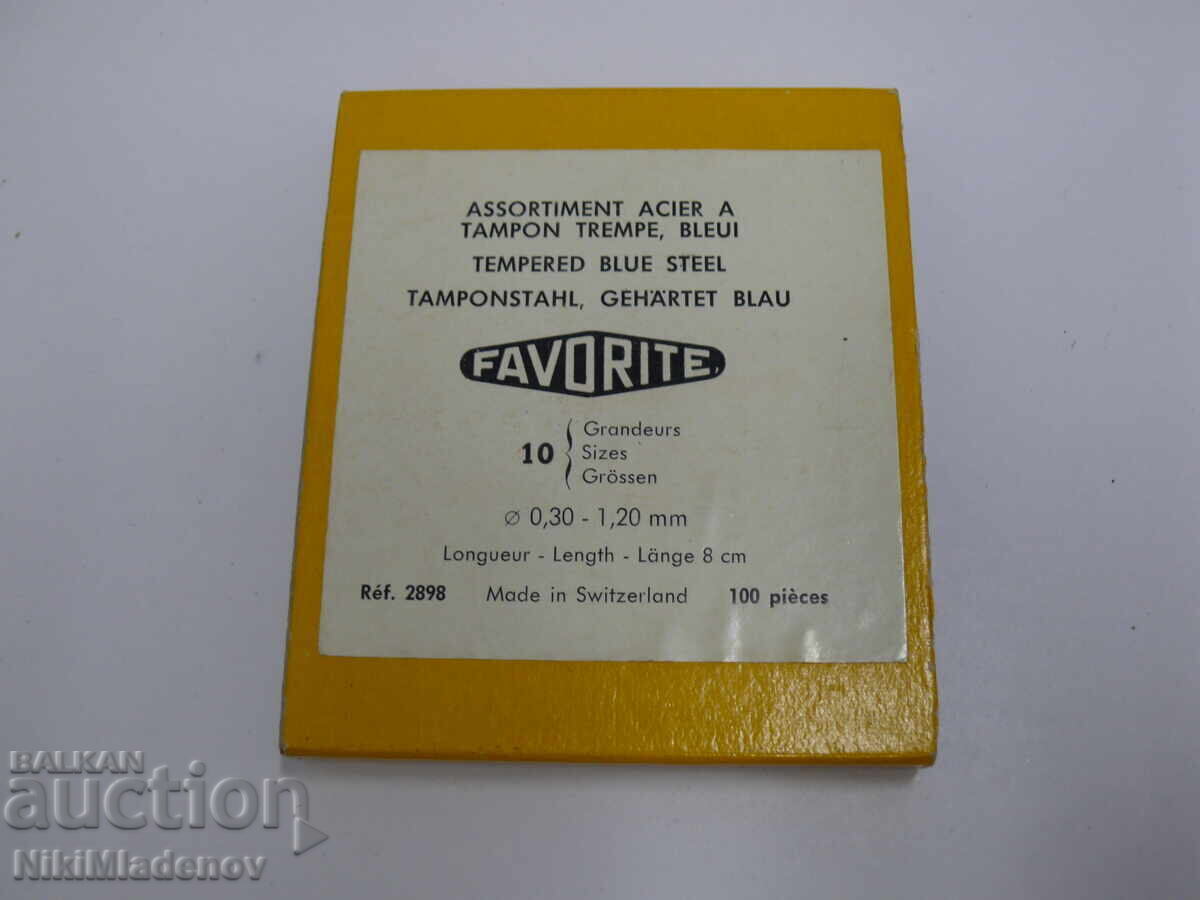 ASSORTIMENT ACIER A
TAMPON TREMPE, BLEUI
TEMPERED BLUE STEEL
TAMPONSTAHL, GEHÄRTET BLAU
FAVORITE
10 { Grandeurs
Sizes
Grössen
⌀ 0,30 - 1,20 mm
Longueur - Length - Länge 8 cm
Réf. 2898 Made in Switzerland 100 pièces
BALKAN
auction
NikiMladenov